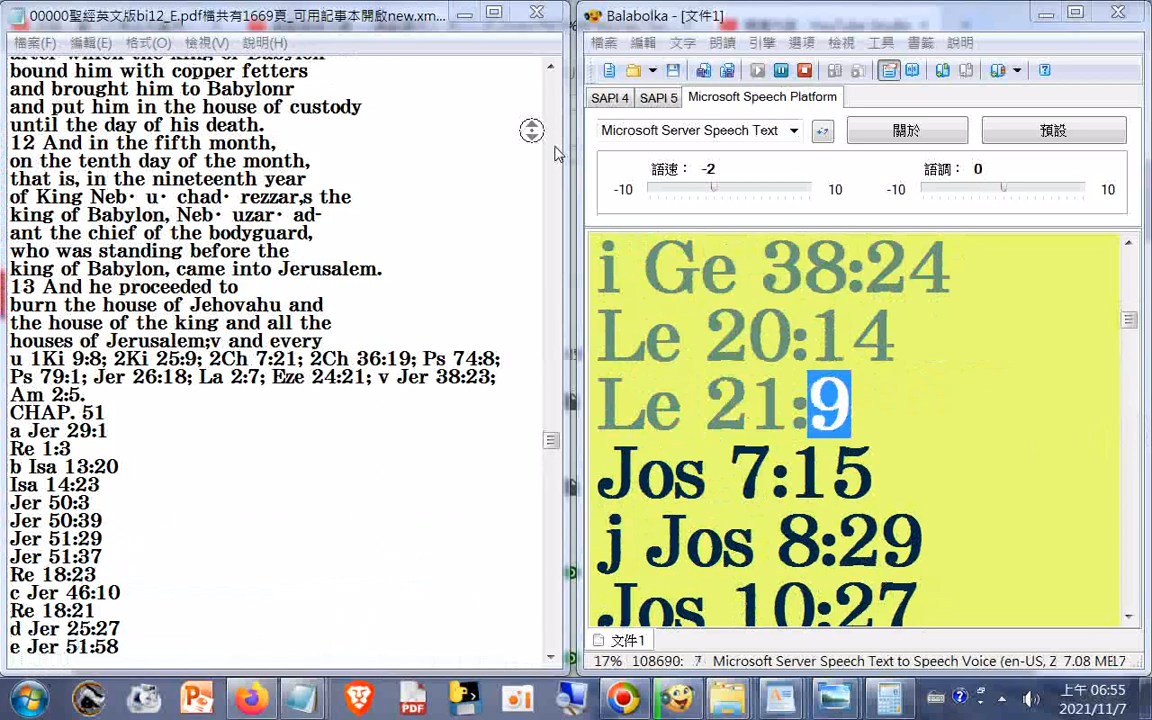 00000聖經英文版bi12_E.pdf檔共有1669頁_可用記事本開啟new.xm...
檔案(F) 編輯(E) 格式(O) 檢視(V) 說明(H)
after which the king of Babylon
bound him with copper fetters
and brought him to Babylonr
and put him in the house of custody
until the day of his death.
12 And in the fifth month,
on the tenth day of the month,
that is, in the nineteenth year
of King Neb· u· chad· rezzar,s the
king of Babylon, Neb· uzar· ad-
ant the chief of the bodyguard,
who was standing before the
king of Babylon, came into Jerusalem.
13 And he proceeded to
burn the house of Jehovahu and
the house of the king and all the
houses of Jerusalem;v and every
u 1Ki 9:8; 2Ki 25:9; 2Ch 7:21; 2Ch 36:19; Ps 74:8;
Ps 79:1; Jer 26:18; La 2:7; Eze 24:21; v Jer 38:23;
Am 2:5.
CHAP. 51
a Jer 29:1
Re 1:3
b Isa 13:20
Isa 14:23
Jer 50:3
Jer 50:39
Jer 51:29
Jer 51:37
Re 18:23
c Jer 46:10
Re 18:21
d Jer 25:27
e Jer 51:58
Balabolka - [文件1]
檔案 編輯 文字 朗讀 引擎 選項 檢視 工具 書籤 說明
SAPI 4 SAPI 5 Microsoft Speech Platform
Microsoft Server Speech Text 關於 預設
語速: -2 語調: 0
-10 10 -10 10
i Ge 38:24
Le 20:14
Le 21:9
Jos 7:15
j Jos 8:29
Jos 10:27
文件1
17% 108690: 7 Microsoft Server Speech Text to Speech Voice (en-US, Z 7.08 MEL7
PDF
上午 06:55
2021/11/7